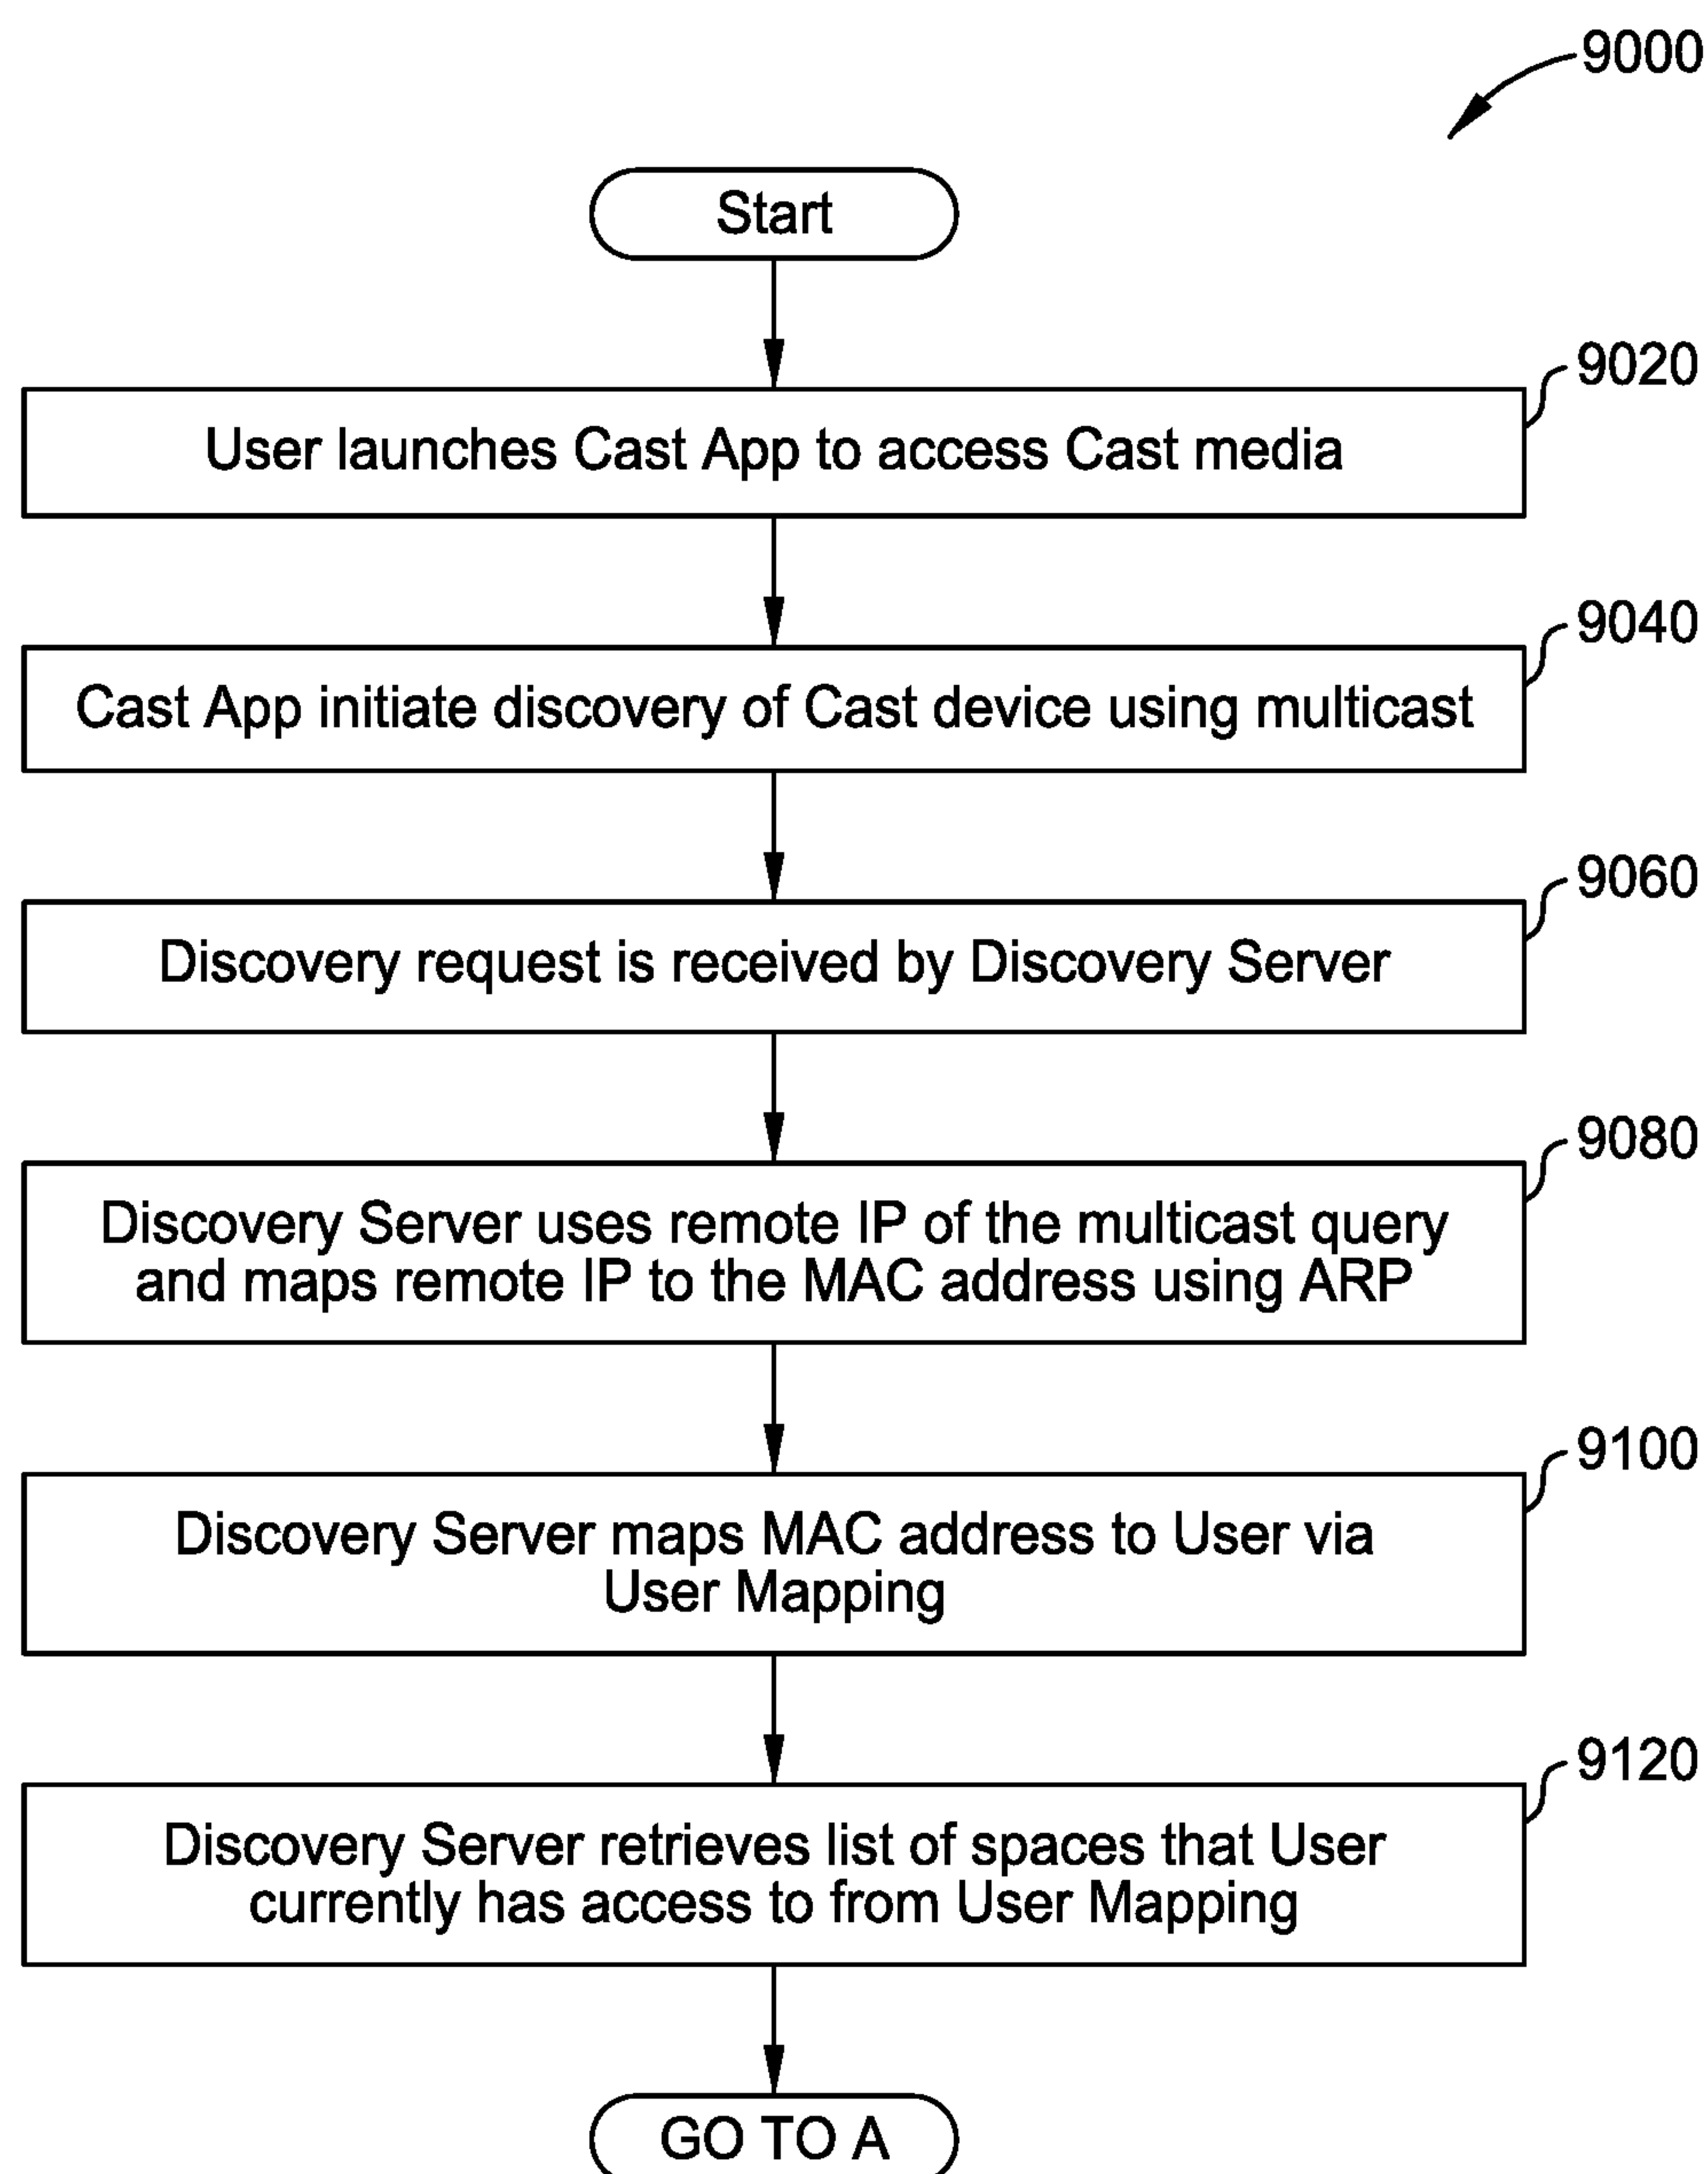 9000
Start
9020
User launches Cast App to access Cast media
9040
Cast App initiate discovery of Cast device using multicast
9060
Discovery request is received by Discovery Server
9080
Discovery Server uses remote IP of the multicast query
and maps remote IP to the MAC address using ARP
9100
Discovery Server maps MAC address to User via
User Mapping
9120
Discovery Server retrieves list of spaces that User
currently has access to from User Mapping
GO TO A